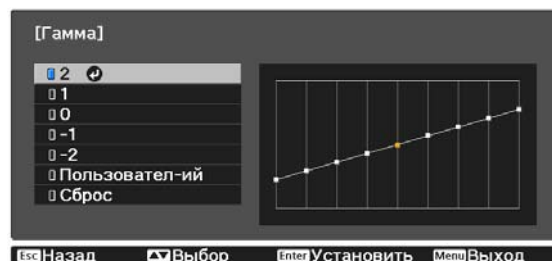 [Гамма]
2
1
0
-1
-2
Пользовател-ий
Сброс
Esc Назад Выбор Enter Установить Menu Выход